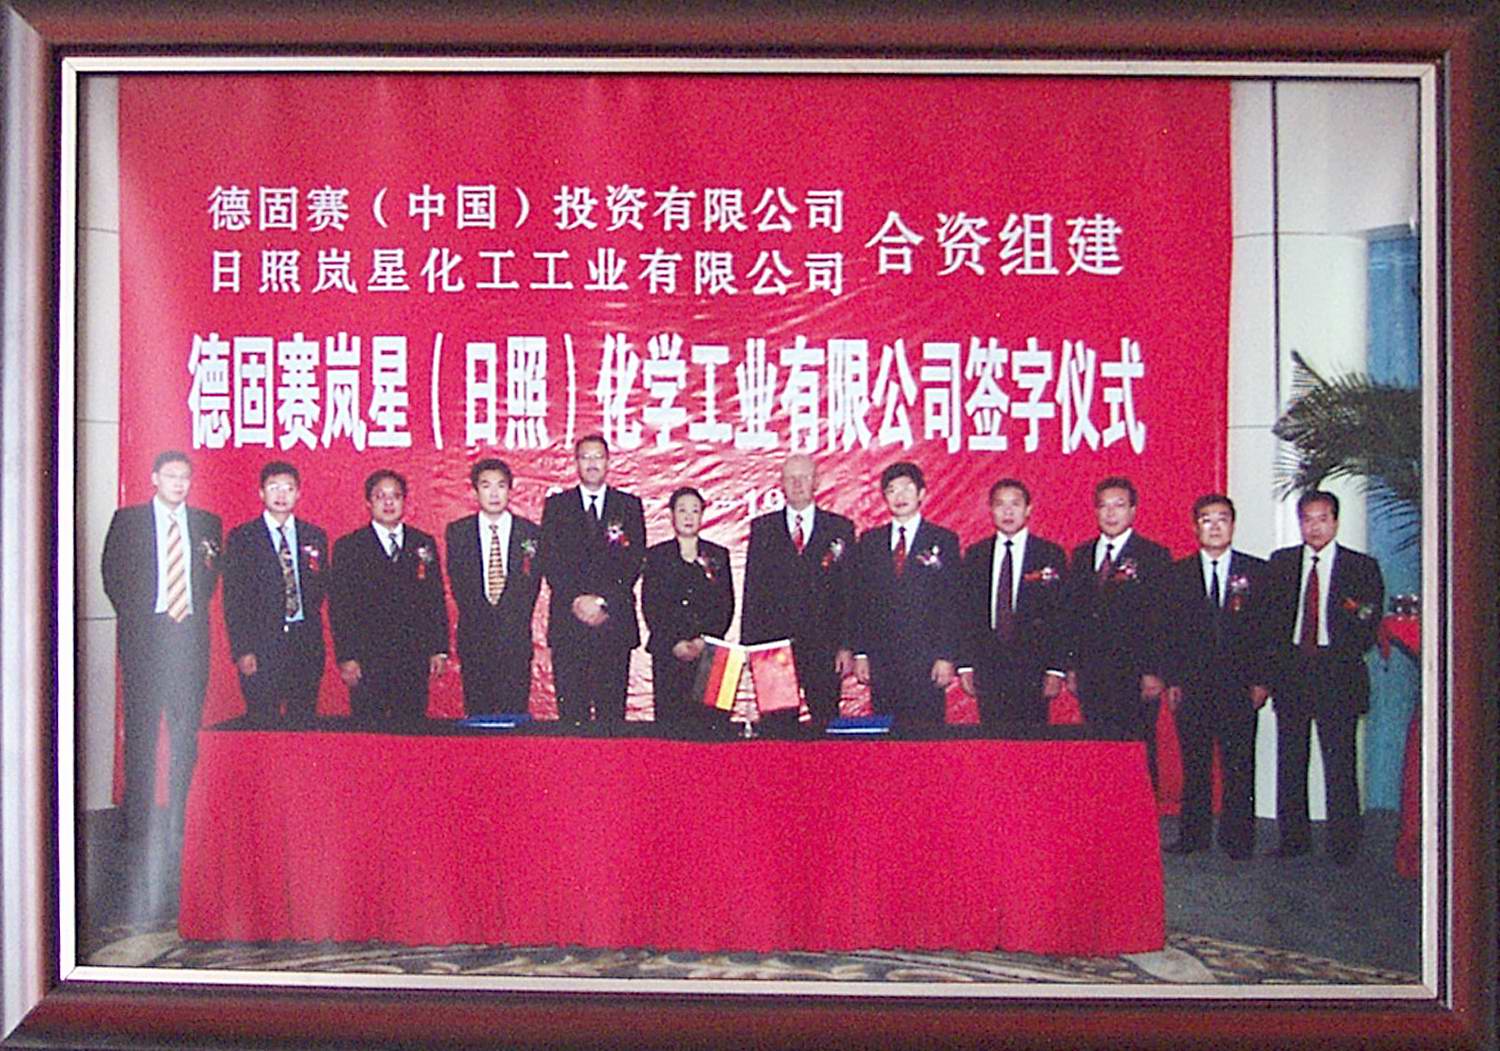 德固赛（中国）投资有限公司
日照岚星化工工业有限公司
合资组建
德固赛岚星（日照）化学工业有限公司签字仪式